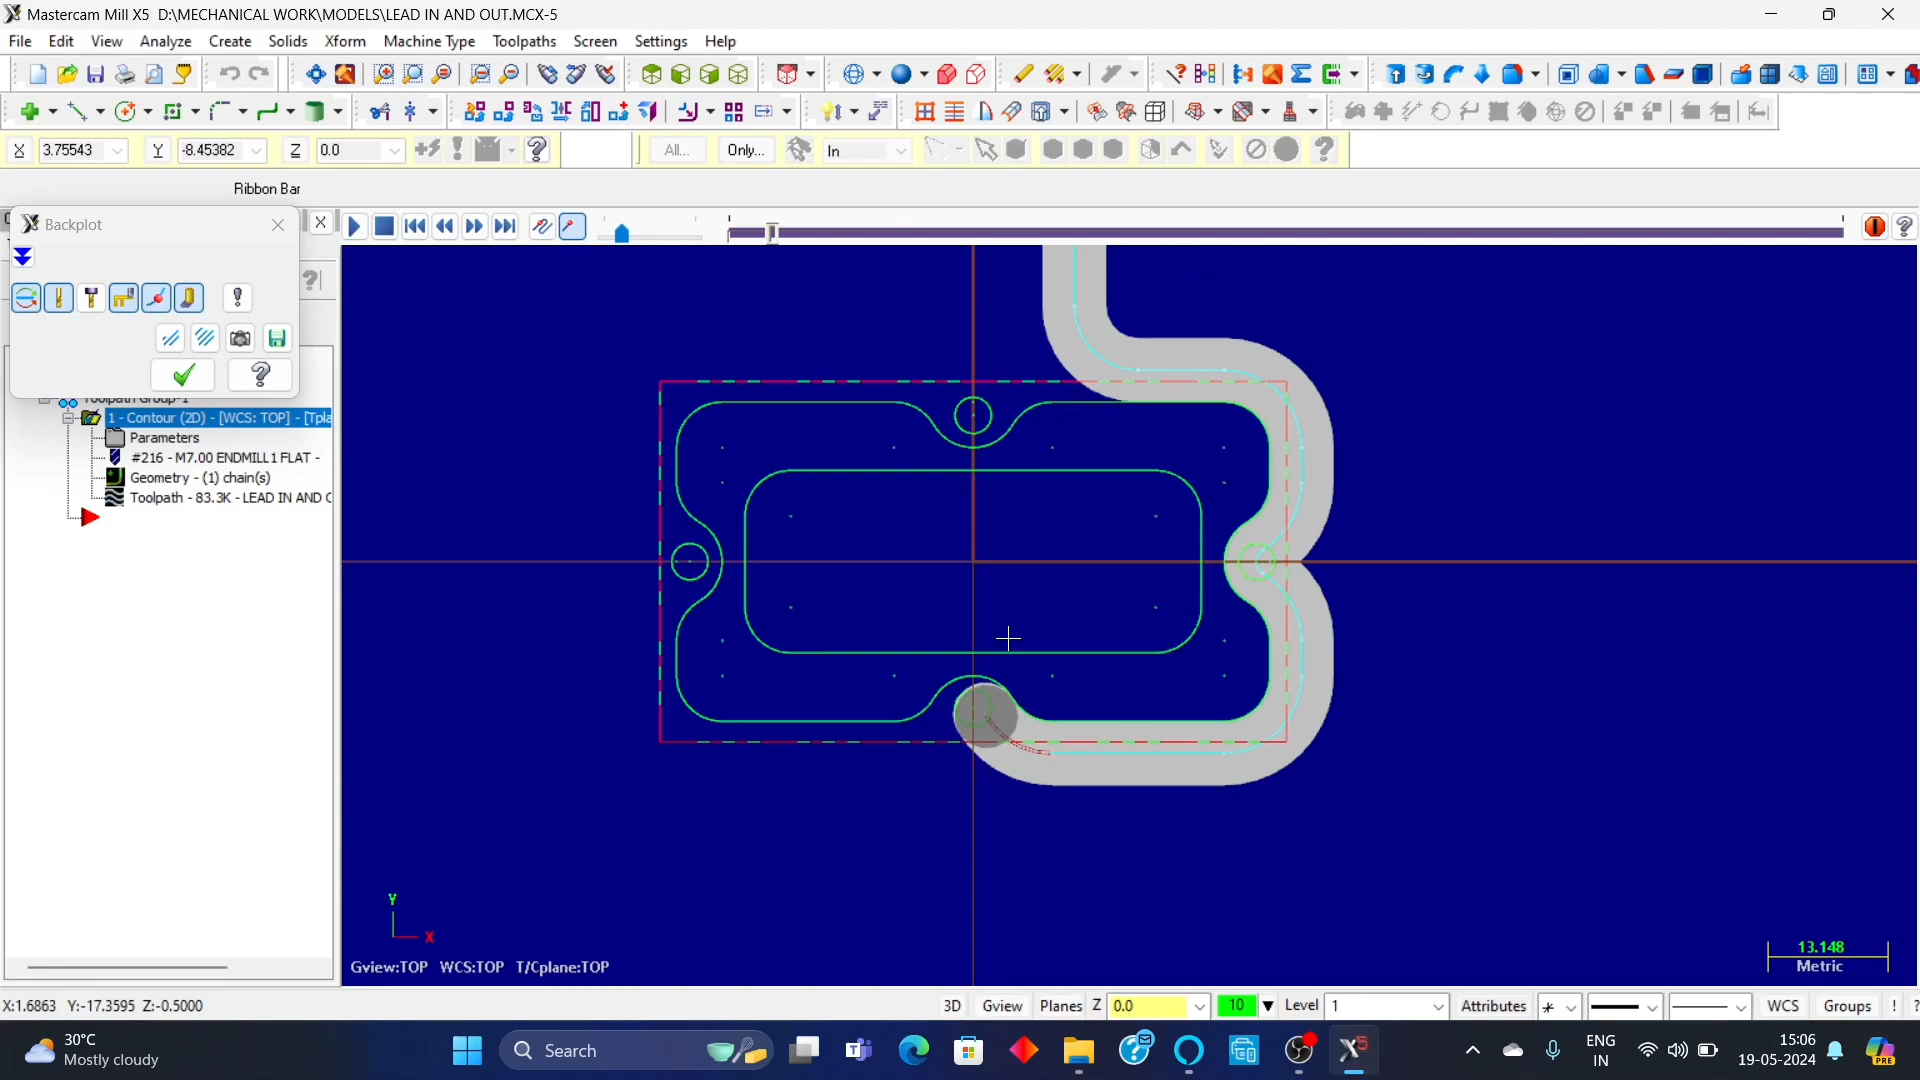 Mastercam Mill X5 D:\MECHANICAL WORK\MODELS\LEAD IN AND OUT.MCX-5
File Edit View Analyze Create Solids Xform Machine Type Toolpaths Screen Settings Help
X 3.75543 Y -8.45382 Z 0.0 All... Only... In
Ribbon Bar
Backplot
Toolpath Group-1
1 - Contour (2D) - [WCS: TOP] - [Tpla
Parameters
#216 - M7.00 ENDMILL1 FLAT -
Geometry - (1) chain(s)
Toolpath - 83.3K - LEAD IN AND
Y
X
Gview:TOP WCS:TOP T/Cplane:TOP
13.148
Metric
X:1.6863 Y:-17.3595 Z:-0.5000
3D Gview Planes Z 0.0 10 Level 1 Attributes WCS Groups ! ?
30°C
Mostly cloudy
Search
ENG
IN
15:06
19-05-2024
PRE